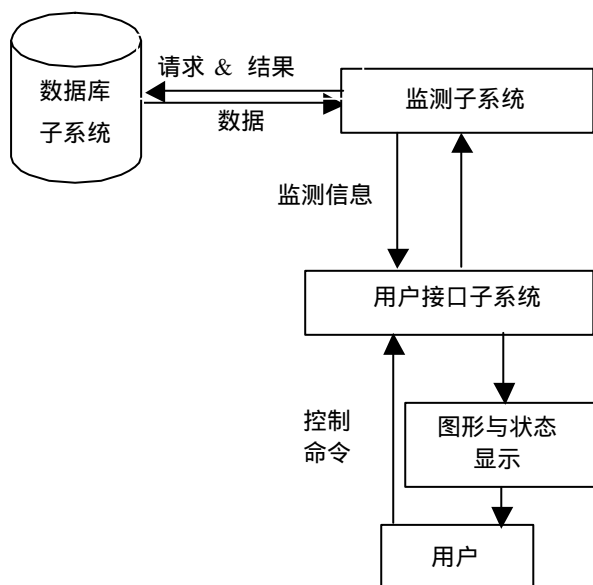 请求 & 结果
数据库
子系统
监测子系统
数据
监测信息
用户接口子系统
控制
命令
图形与状态
显示
用户